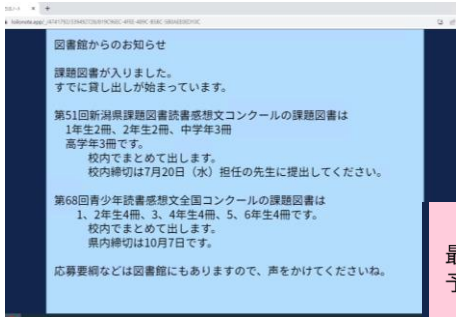 図書館からのお知らせ
課題図書が入りました。
すでに貸し出しが始まっています。
第51回新潟県課題図書読書感想文コンクールの課題図書は
1年生2冊、2年生2冊、中学年3冊
高学年3冊です。
校内でまとめて出します。
校内締切は7月20日（水）担任の先生に提出してください。
第68回青少年読書感想文全国コンクールの課題図書は
1、2年生4冊、3、4年生4冊、5、6年生4冊です。
校内でまとめて出します。
県内締切は10月7日です。
応募要綱などは図書館にもありますので、声をかけてくださいね。
最
予